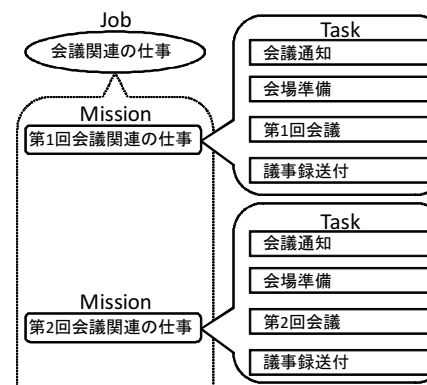 Job
会議関連の仕事
Mission
第1回会議関連の仕事
Task
会議通知
会場準備
第1回会議
議事録送付
Mission
第2回会議関連の仕事
Task
会議通知
会場準備
第2回会議
議事録送付